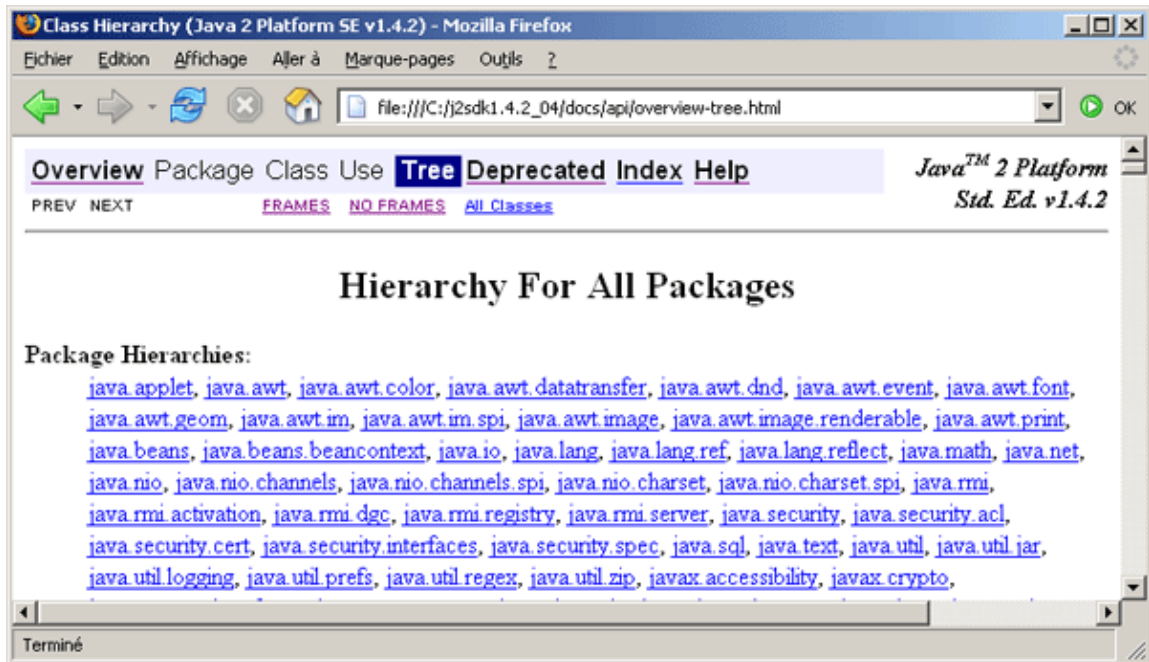 Class Hierarchy (Java 2 Platform SE v1.4.2) - Mozilla Firefox
Fichier Edition Affichage Aller à Marque-pages Outils ?
file:///C:/j2sdk1.4.2_04/docs/api/overview-tree.html OK
Overview Package Class Use Tree Deprecated Index Help
Java™ 2 Platform
Std. Ed. v1.4.2
PREV NEXT FRAMES NO FRAMES All Classes
Hierarchy For All Packages
Package Hierarchies:
java.applet, java.awt, java.awt.color, java.awt.datatransfer, java.awt.dnd, java.awt.event, java.awt.font,
java.awt.geom, java.awt.im, java.awt.im.spi, java.awt.image, java.awt.image.renderable, java.awt.print,
java.beans, java.beans.beancontext, java.io, java.lang, java.lang.ref, java.lang.reflect, java.math, java.net,
java.nio, java.nio.channels, java.nio.channels.spi, java.nio.charset, java.nio.charset.spi, java.rmi,
java.rmi.activation, java.rmi.dgc, java.rmi.registry, java.rmi.server, java.security, java.security.acl,
java.security.cert, java.security.interfaces, java.security.spec, java.sql, java.text, java.util, java.util.jar,
java.util.logging, java.util.prefs, java.util.regex, java.util.zip, javax.accessibility, javax.crypto,
Terminé